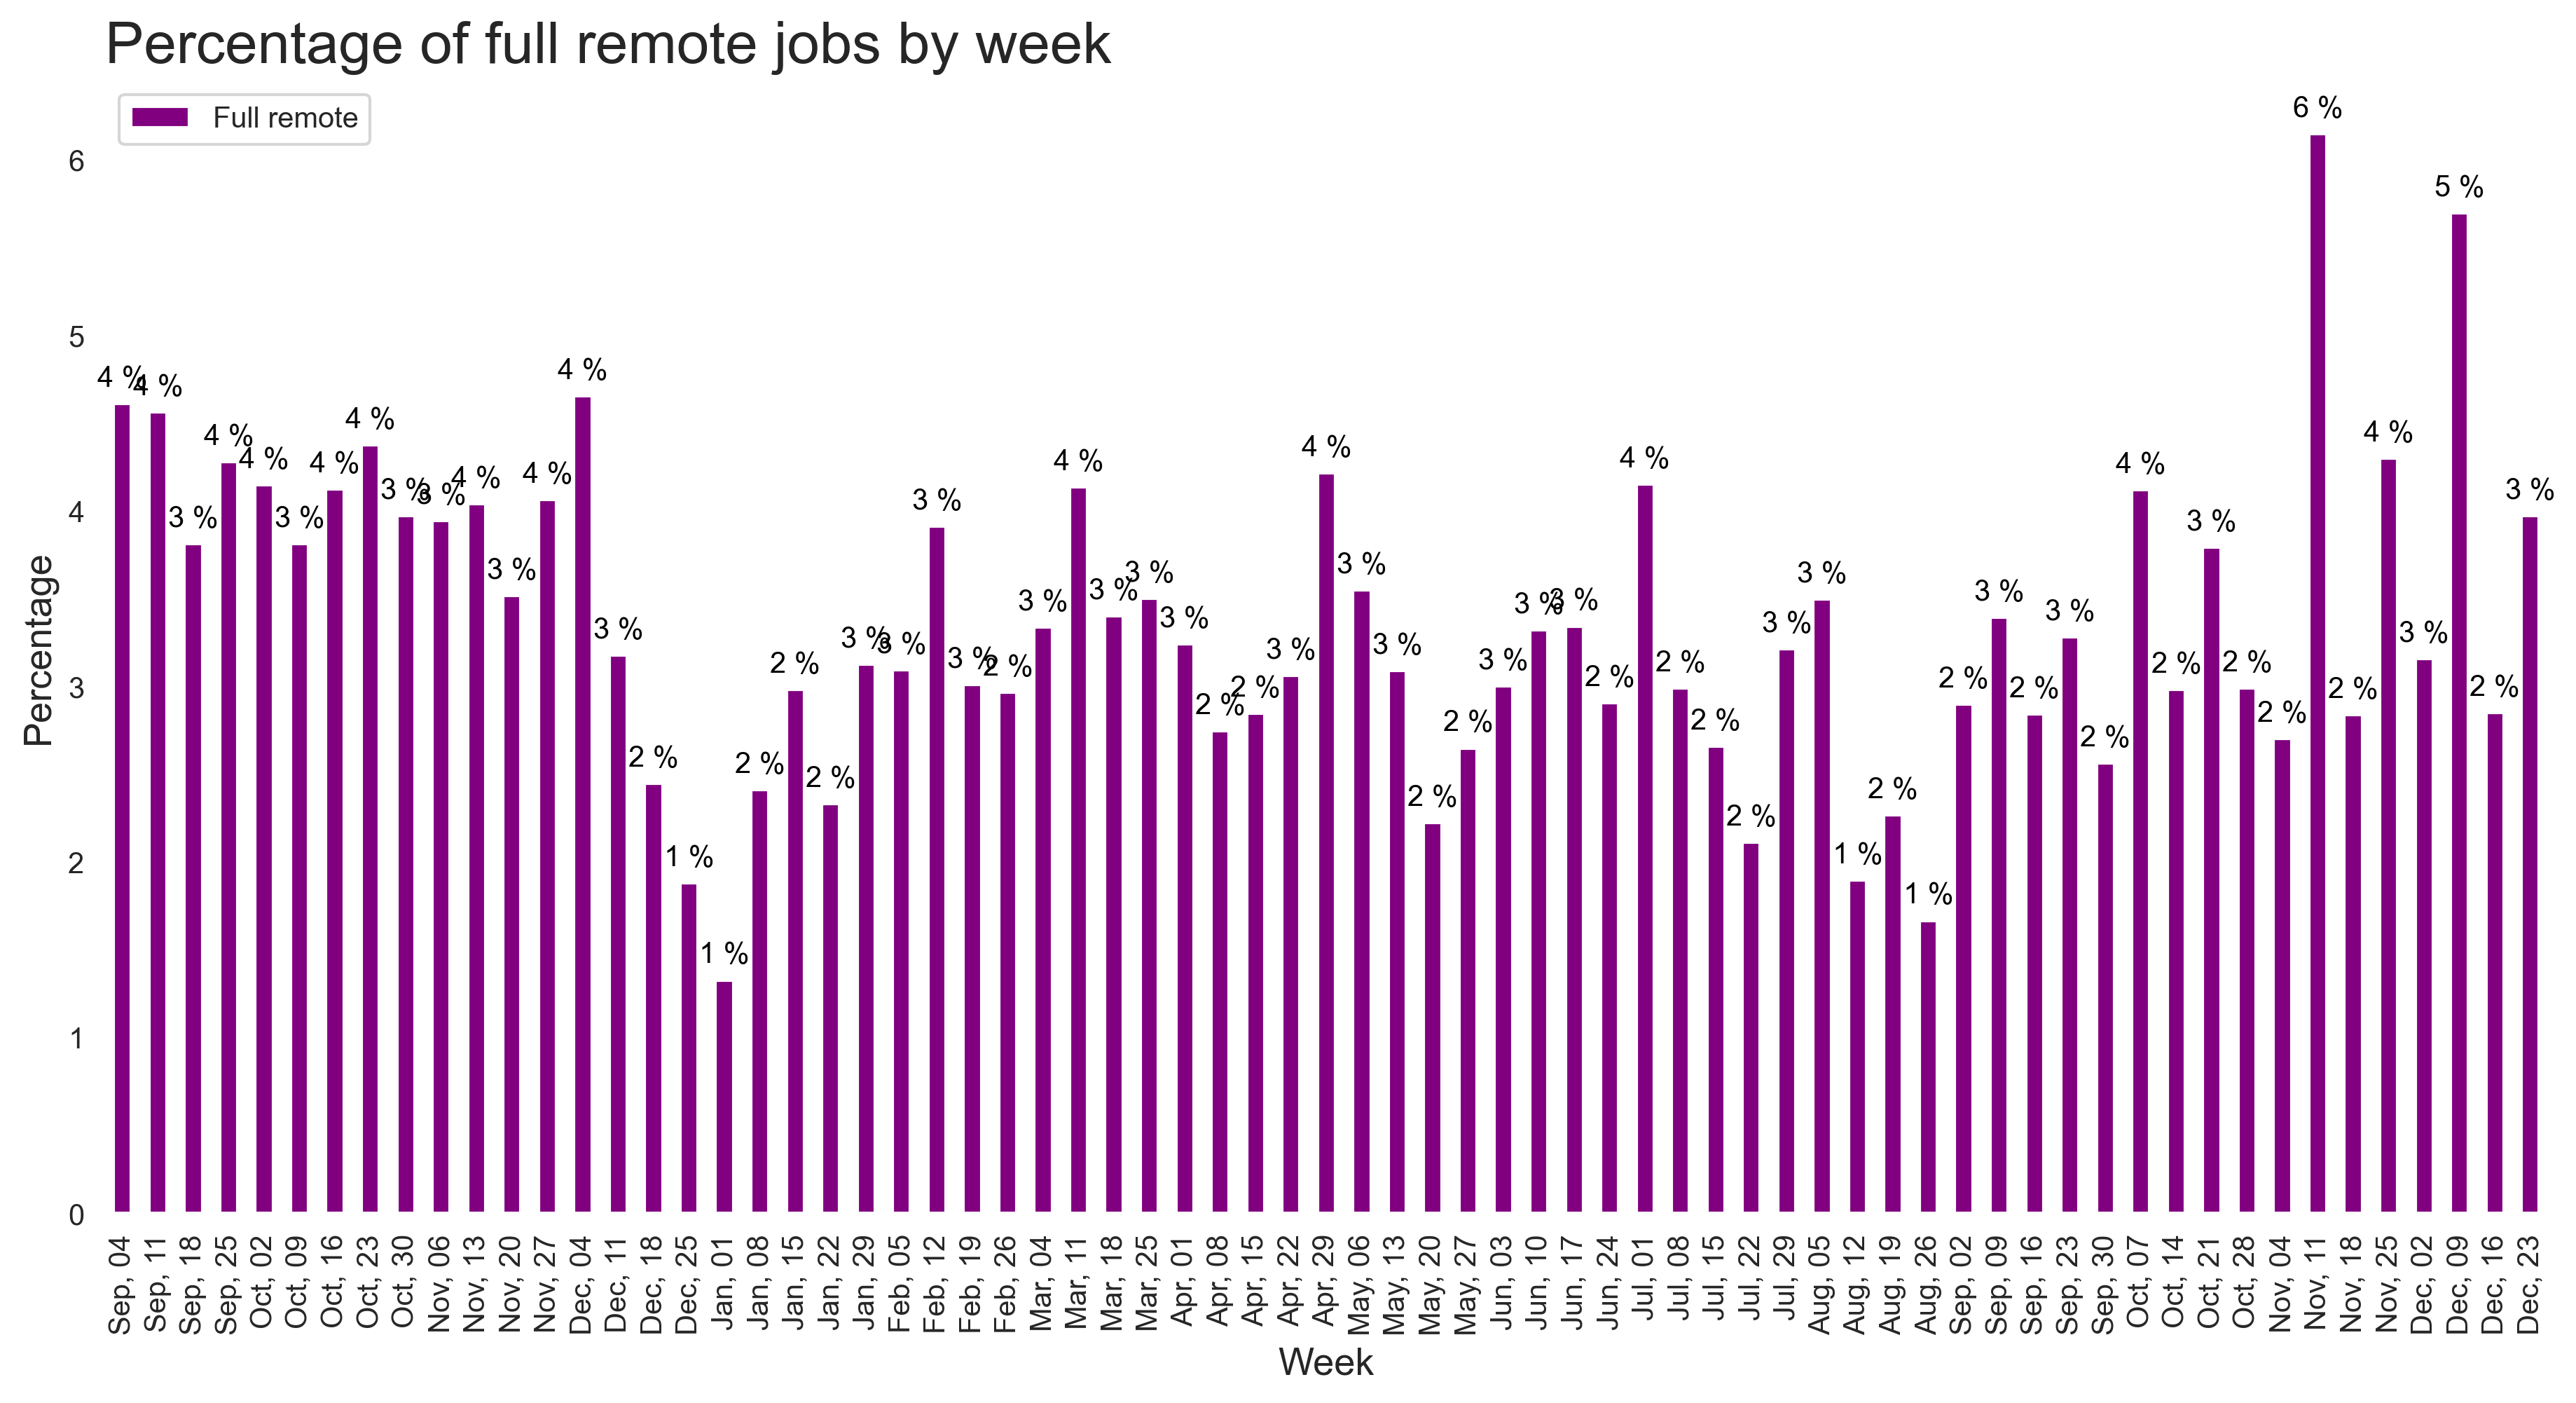 Percentage of full remote jobs by week
Full remote
Percentage
6
5
4
3
2
1
0
4 %
4 %
3 %
4 %
4 %
3 %
4 %
4 %
3 %
3 %
4 %
3 %
4 %
4 %
3 %
2 %
1 %
1 %
2 %
2 %
2 %
3 %
3 %
3 %
3 %
2 %
3 %
4 %
3 %
3 %
3 %
2 %
2 %
3 %
4 %
3 %
3 %
2 %
2 %
3 %
3 %
3 %
2 %
4 %
2 %
2 %
2 %
3 %
3 %
1 %
2 %
1 %
2 %
3 %
2 %
3 %
2 %
4 %
2 %
3 %
2 %
2 %
6 %
2 %
4 %
3 %
5 %
2 %
3 %
Sep, 04
Sep, 11
Sep, 18
Sep, 25
Oct, 02
Oct, 09
Oct, 16
Oct, 23
Oct, 30
Nov, 06
Nov, 13
Nov, 20
Nov, 27
Dec, 04
Dec, 11
Dec, 18
Dec, 25
Jan, 01
Jan, 08
Jan, 15
Jan, 22
Jan, 29
Feb, 05
Feb, 12
Feb, 19
Feb, 26
Mar, 04
Mar, 11
Mar, 18
Mar, 25
Apr, 01
Apr, 08
Apr, 15
Apr, 22
Apr, 29
May, 06
May, 13
May, 20
May, 27
Jun, 03
Jun, 10
Jun, 17
Jun, 24
Jul, 01
Jul, 08
Jul, 15
Jul, 22
Jul, 29
Aug, 05
Aug, 12
Aug, 19
Aug, 26
Sep, 02
Sep, 09
Sep, 16
Sep, 23
Sep, 30
Oct, 07
Oct, 14
Oct, 21
Oct, 28
Nov, 04
Nov, 11
Nov, 18
Nov, 25
Dec, 02
Dec, 09
Dec, 16
Dec, 23
Week